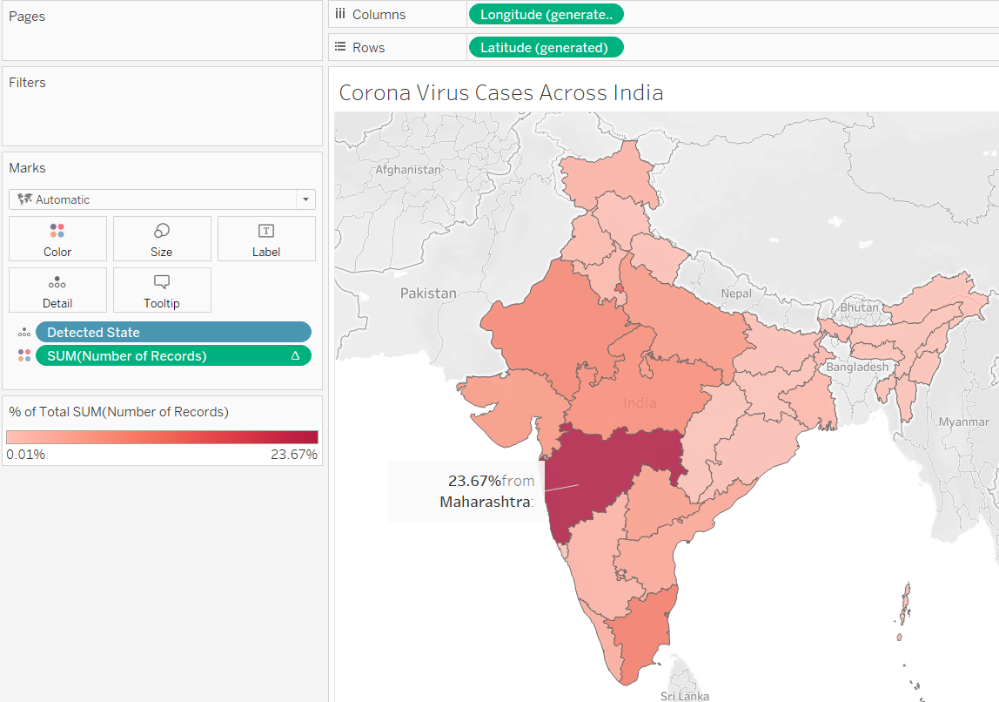 Pages
Columns
Longitude (generate..
Rows
Latitude (generated)
Filters
Marks
Automatic
Color
Size
T
Label
Detail
Tooltip
Detected State
SUM(Number of Records)
Δ
% of Total SUM(Number of Records)
0.01%
23.67%
Corona Virus Cases Across India
Afghanistan
Pakistan
Nepal
Bhutan
Bangladesh
India
Myanmar
23.67%from
Maharashtra:
Sri Lanka